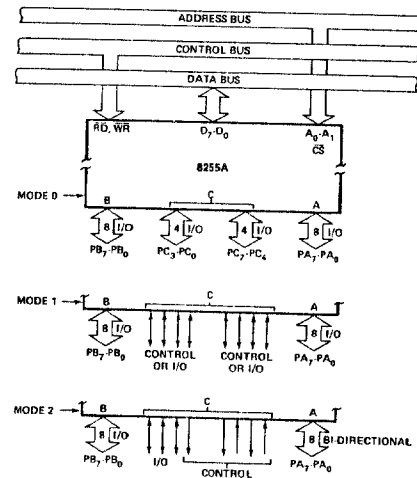 ADDRESS BUS
CONTROL BUS
DATA BUS
RD, WR D7-D0 A0-A1
CS
8255A
MODE 0
B C A
8 I/O 4 I/O 4 I/O 8 I/O
PB7-PB0 PC3-PC0 PC7-PC4 PA7-PA0
MODE 1
B C A
8 I/O CONTROL OR I/O CONTROL OR I/O 8 I/O
PB7-PB0 PA7-PA0
MODE 2
B C A
8 I/O I/O CONTROL 8 BI-DIRECTIONAL
PB7-PB0 PA7-PA0